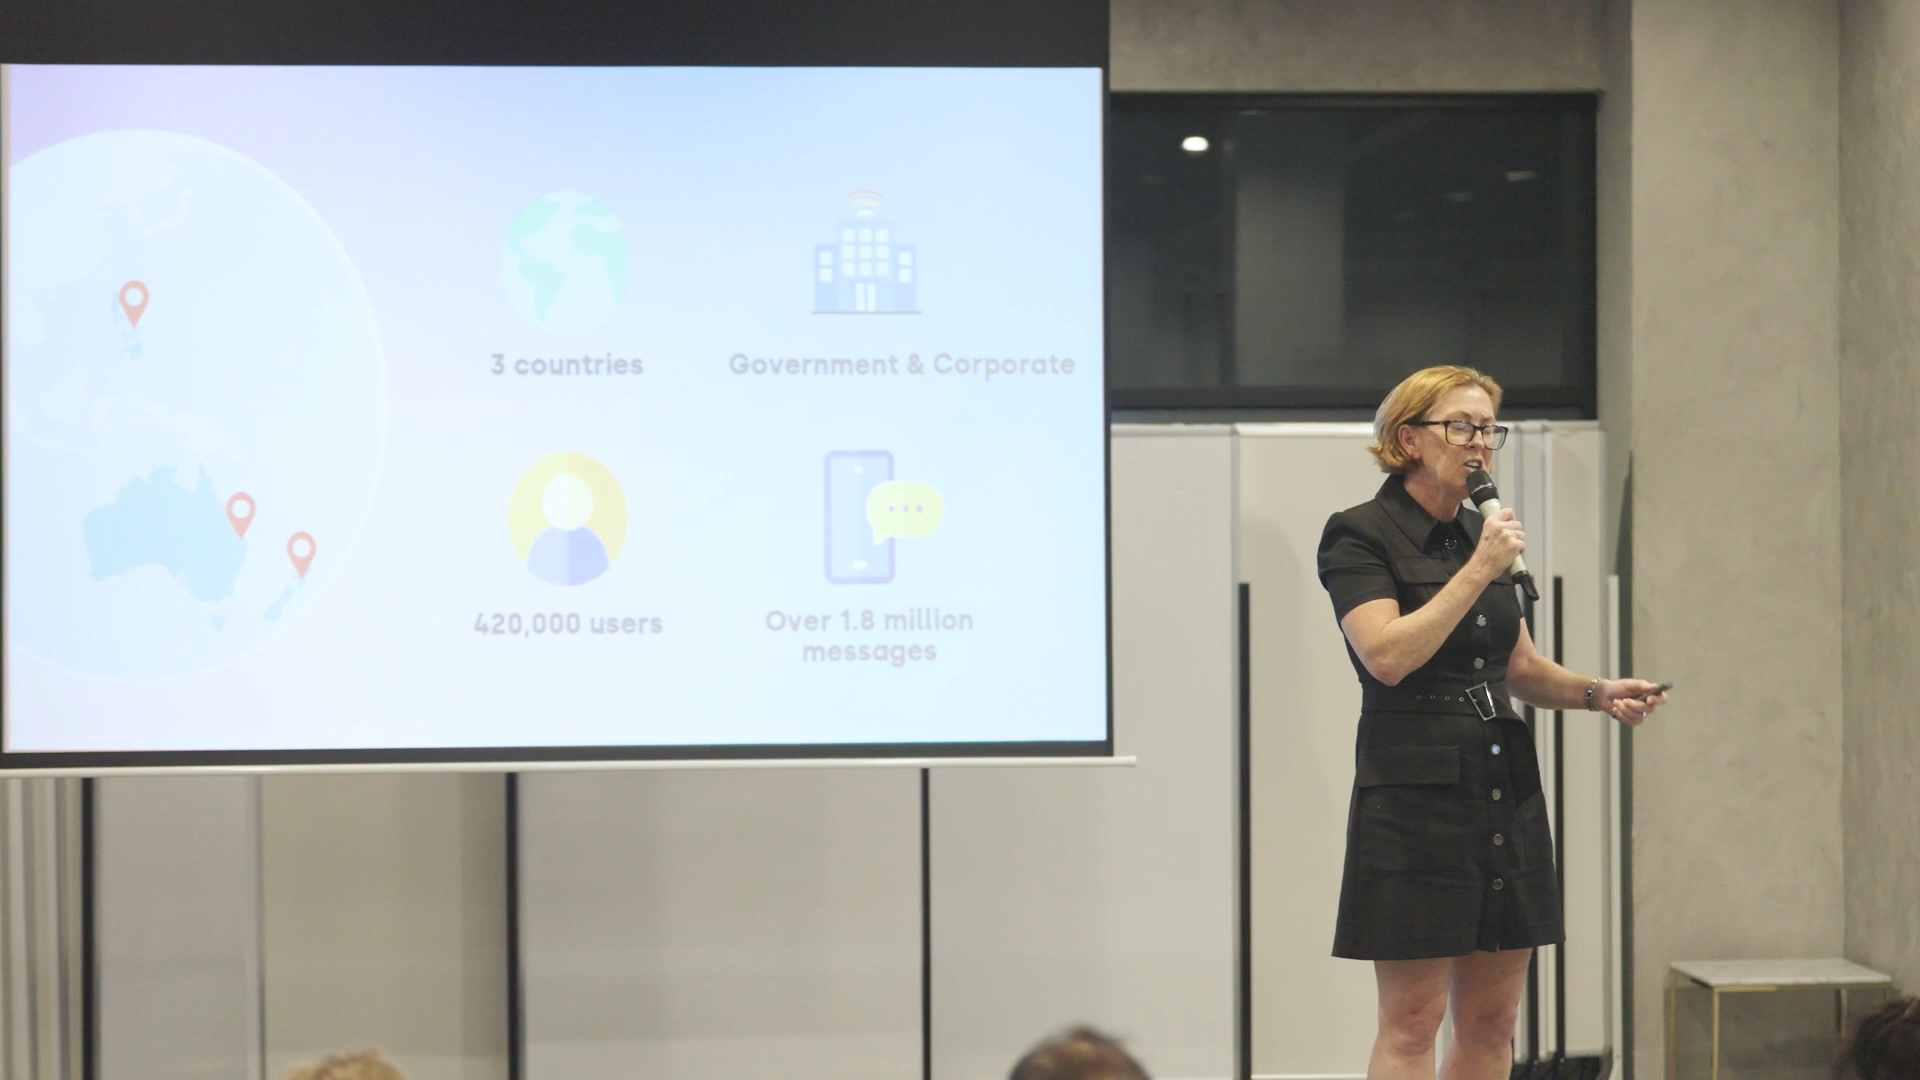 3 countries
Government & Corporate
420,000 users
Over 1.8 million
messages